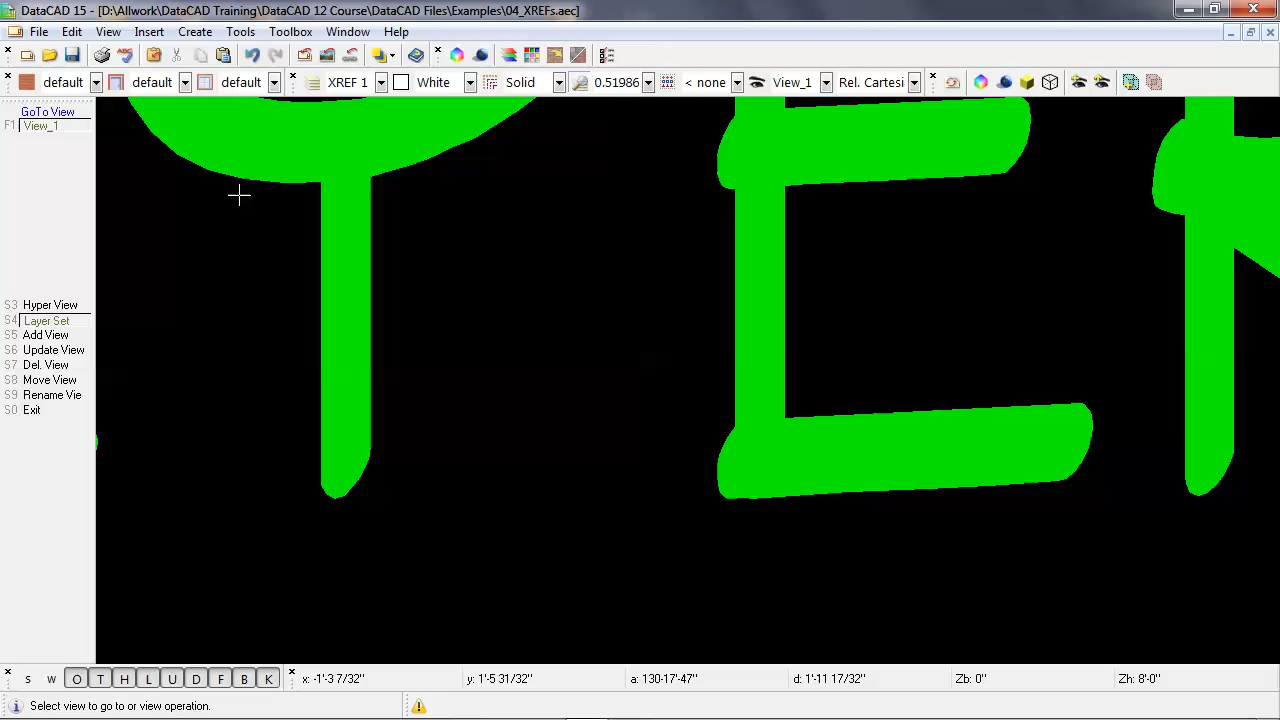 DataCAD 15 - [D:\Allwork\DataCAD Training\DataCAD 12 Course\DataCAD Files\Examples\04_XREFs.aec]
File Edit View Insert Create Tools Toolbox Window Help
default default default XREF 1 White Solid 0.51986 < none View_1 Rel. Cartesi
GoTo View
F1 View_1
S3 Hyper View
S4 Layer Set
S5 Add View
S6 Update View
S7 Del. View
S8 Move View
S9 Rename Vie
S0 Exit
S W O T H L U D F B K x: -1'-3 7/32" y: 1'-5 31/32" a: 130-17'-47" d: 1'-11 17/32" Zb: 0" Zh: 8'-0"
Select view to go to or view operation.